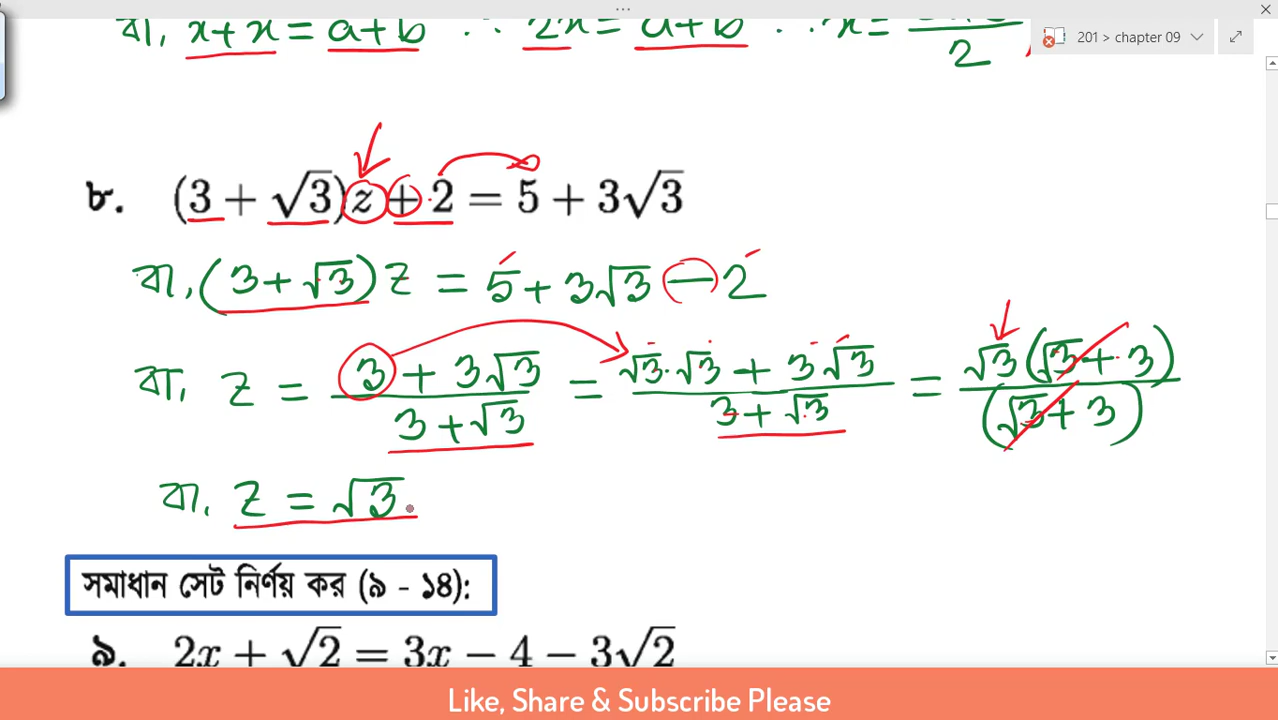 বা, x+x = a+b ∴ 2x = a+b ∴ x =
2
201 > chapter 09
৮. (3 + √3)z + 2 = 5 + 3√3
বা, (3+√3) z = 5 + 3√3 − 2
বা, z = (3 + 3√3)/(3 + √3) = (√3·√3 + 3√3)/(3 + √3) = √3(√3 + 3)/(√3 + 3)
বা, z = √3.
সমাধান সেট নির্ণয় কর (৯ - ১৪):
৯. 2x + √2 = 3x − 4 − 3√2
Like, Share & Subscribe Please